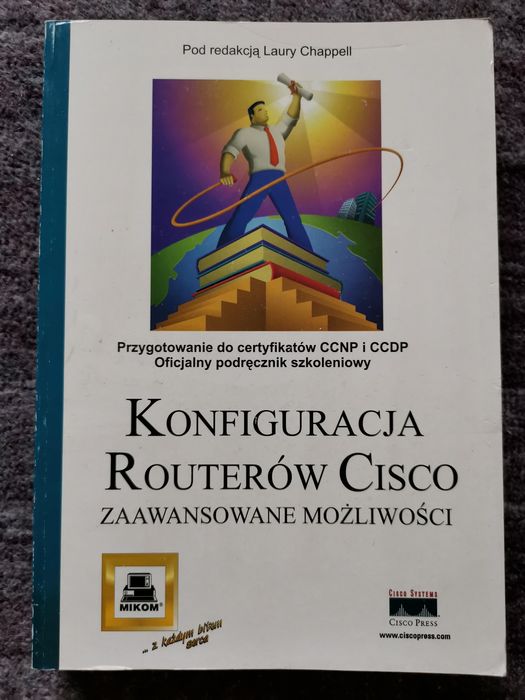 Pod redakcją Laury Chappell
Przygotowanie do certyfikatów CCNP i CCDP
Oficjalny podręcznik szkoleniowy
KONFIGURACJA
ROUTERÓW CISCO
ZAAWANSOWANE MOŻLIWOŚCI
MIKOM
... z każdym bitem
serca
CISCO SYSTEMS
CISCO PRESS
www.ciscopress.com